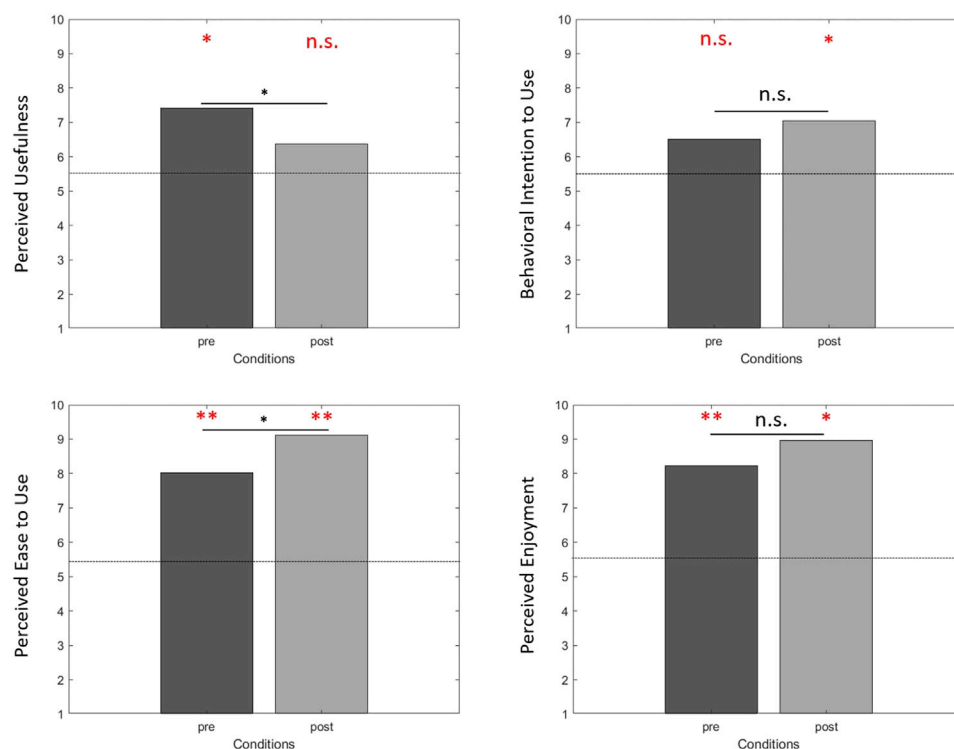 Perceived Usefulness
10
9
8
7
6
5
4
3
2
1
* n.s.
*
pre post
Conditions
Behavioral Intention to Use
10
9
8
7
6
5
4
3
2
1
n.s. *
n.s.
pre post
Conditions
Perceived Ease to Use
10
9
8
7
6
5
4
3
2
1
** * **
pre post
Conditions
Perceived Enjoyment
10
9
8
7
6
5
4
3
2
1
** n.s. *
pre post
Conditions